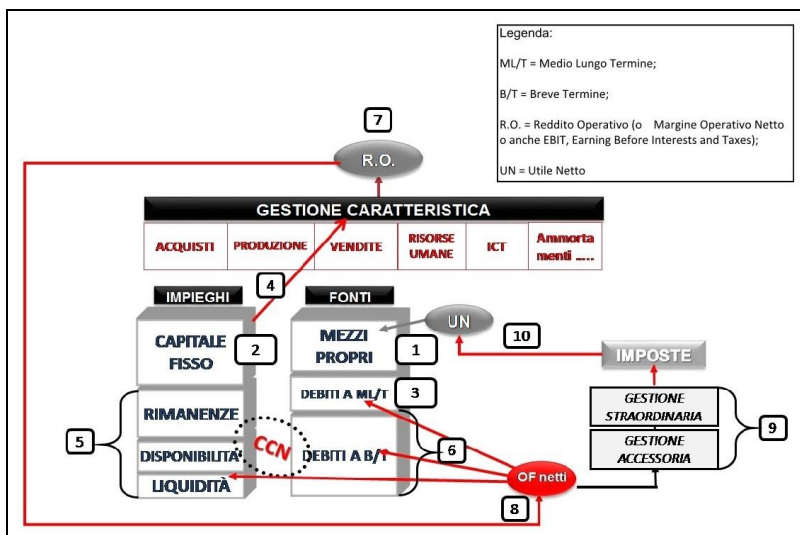 Legenda:
ML/T = Medio Lungo Termine;
B/T = Breve Termine;
R.O. = Reddito Operativo (o Margine Operativo Netto
o anche EBIT, Earning Before Interests and Taxes);
UN = Utile Netto
7
R.O.
GESTIONE CARATTERISTICA
ACQUISTI
PRODUZIONE
VENDITE
RISORSE
UMANE
ICT
Ammorta
menti .....
4
IMPIEGHI
FONTI
CAPITALE
FISSO
2
MEZZI
PROPRI
1
UN
10
IMPOSTE
DEBITI A ML/T
3
GESTIONE
STRAORDINARIA
5
RIMANENZE
CCN
6
9
DISPONIBILITA'
DEBITI A B/T
GESTIONE
ACCESSORIA
LIQUIDITÀ
OF netti
8